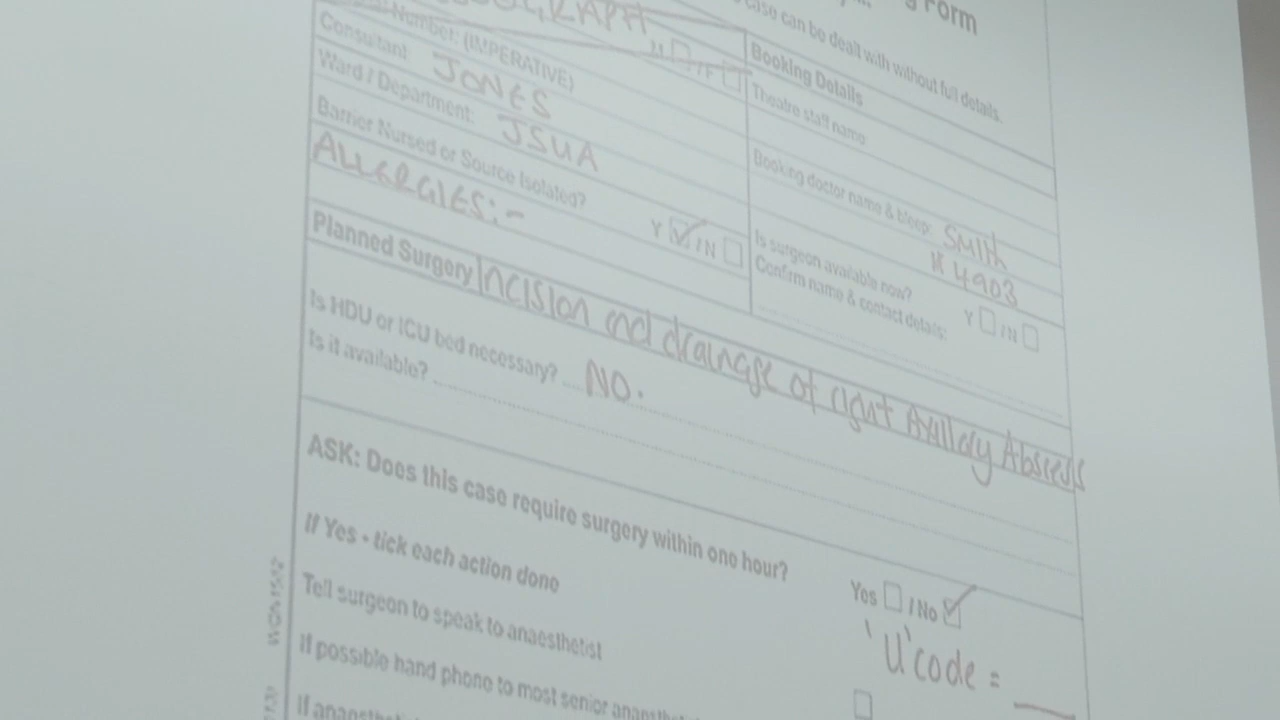 Form
case can be dealt with without full details.
Number: (IMPERATIVE)
Consultant: JONES
Ward / Department: JSUA
Barrier Nursed or Source Isolated?
Y / N
ALLERGIES:-
Booking Details
Theatre staff name
Booking doctor name & bleep: SMITH
4903
Is surgeon available now?
Y / N
Confirm name & contact details:
Planned Surgery Incision and drainage of right Axillary Abscess
Is HDU or ICU bed necessary? NO.
Is it available?
ASK: Does this case require surgery within one hour?
Yes / No
If Yes - tick each action done
'U' code =
Tell surgeon to speak to anaesthetist
If possible hand phone to most senior
If